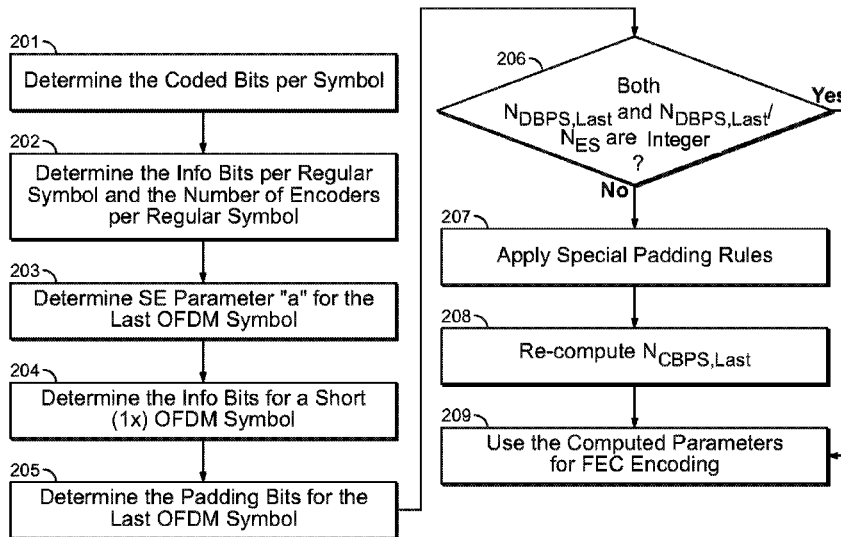 201
Determine the Coded Bits per Symbol
202
Determine the Info Bits per Regular
Symbol and the Number of Encoders
per Regular Symbol
203
Determine SE Parameter "a" for the
Last OFDM Symbol
204
Determine the Info Bits for a Short
(1x) OFDM Symbol
205
Determine the Padding Bits for the
Last OFDM Symbol
206
Both
N_DBPS,Last and N_DBPS,Last/
N_ES are Integer
?
Yes
No
207
Apply Special Padding Rules
208
Re-compute N_CBPS,Last
209
Use the Computed Parameters
for FEC Encoding